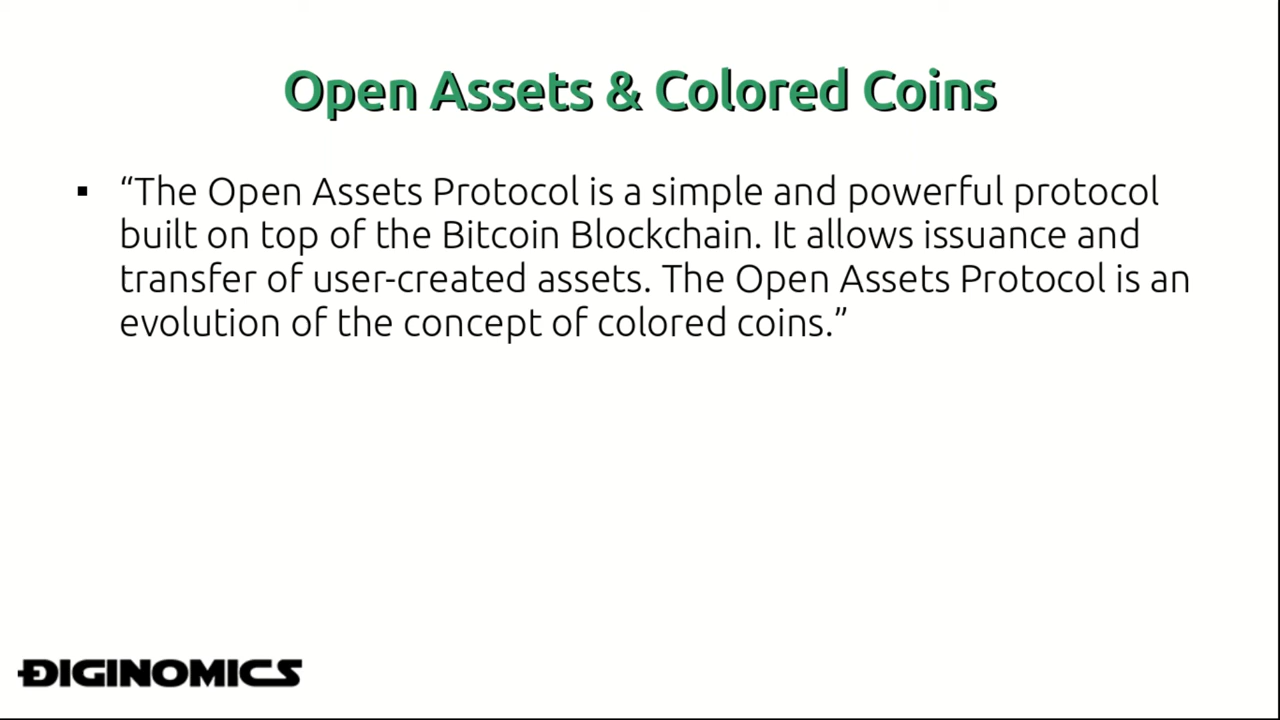 Open Assets & Colored Coins
▪ “The Open Assets Protocol is a simple and powerful protocol
built on top of the Bitcoin Blockchain. It allows issuance and
transfer of user-created assets. The Open Assets Protocol is an
evolution of the concept of colored coins.”
ĐIGINOMICS